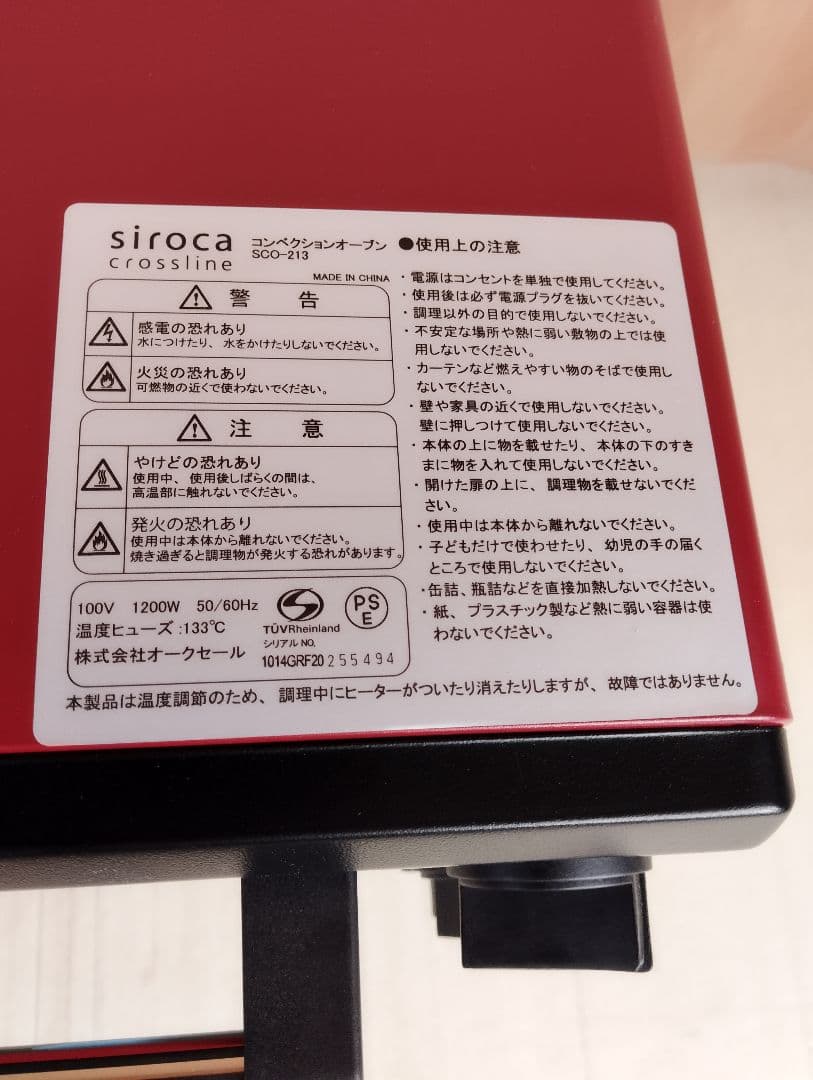 siroca
crossline
コンベクションオーブン
SCO-213
MADE IN CHINA
警 告
感電の恐れあり
水につけたり、水をかけたりしないでください。
火災の恐れあり
可燃物の近くで使わないでください。
注 意
やけどの恐れあり
使用中、使用後しばらくの間は、
高温部に触れないでください。
発火の恐れあり
使用中は本体から離れないでください。
焼き過ぎると調理物が発火する恐れがあります。
100V 1200W 50/60Hz
温度ヒューズ:133℃
株式会社オークセール
TÜVRheinland
シリアル NO.
1014GRF20 255494
PS
E
●使用上の注意
・電源はコンセントを単独で使用してください。
・使用後は必ず電源プラグを抜いてください。
・調理以外の目的で使用しないでください。
・不安定な場所や熱に弱い敷物の上では使
用しないでください。
・カーテンなど燃えやすい物のそばで使用し
ないでください。
・壁や家具の近くで使用しないでください。
壁に押しつけて使用しないでください。
・本体の上に物を載せたり、本体の下のすき
まに物を入れて使用しないでください。
・開けた扉の上に、調理物を載せないでくだ
さい。
・使用中は本体から離れないでください。
・子どもだけで使わせたり、幼児の手の届く
ところで使用しないでください。
・缶詰、瓶詰などを直接加熱しないでください。
・紙、プラスチック製など熱に弱い容器は使
わないでください。
本製品は温度調節のため、調理中にヒーターがついたり消えたりしますが、故障ではありません。